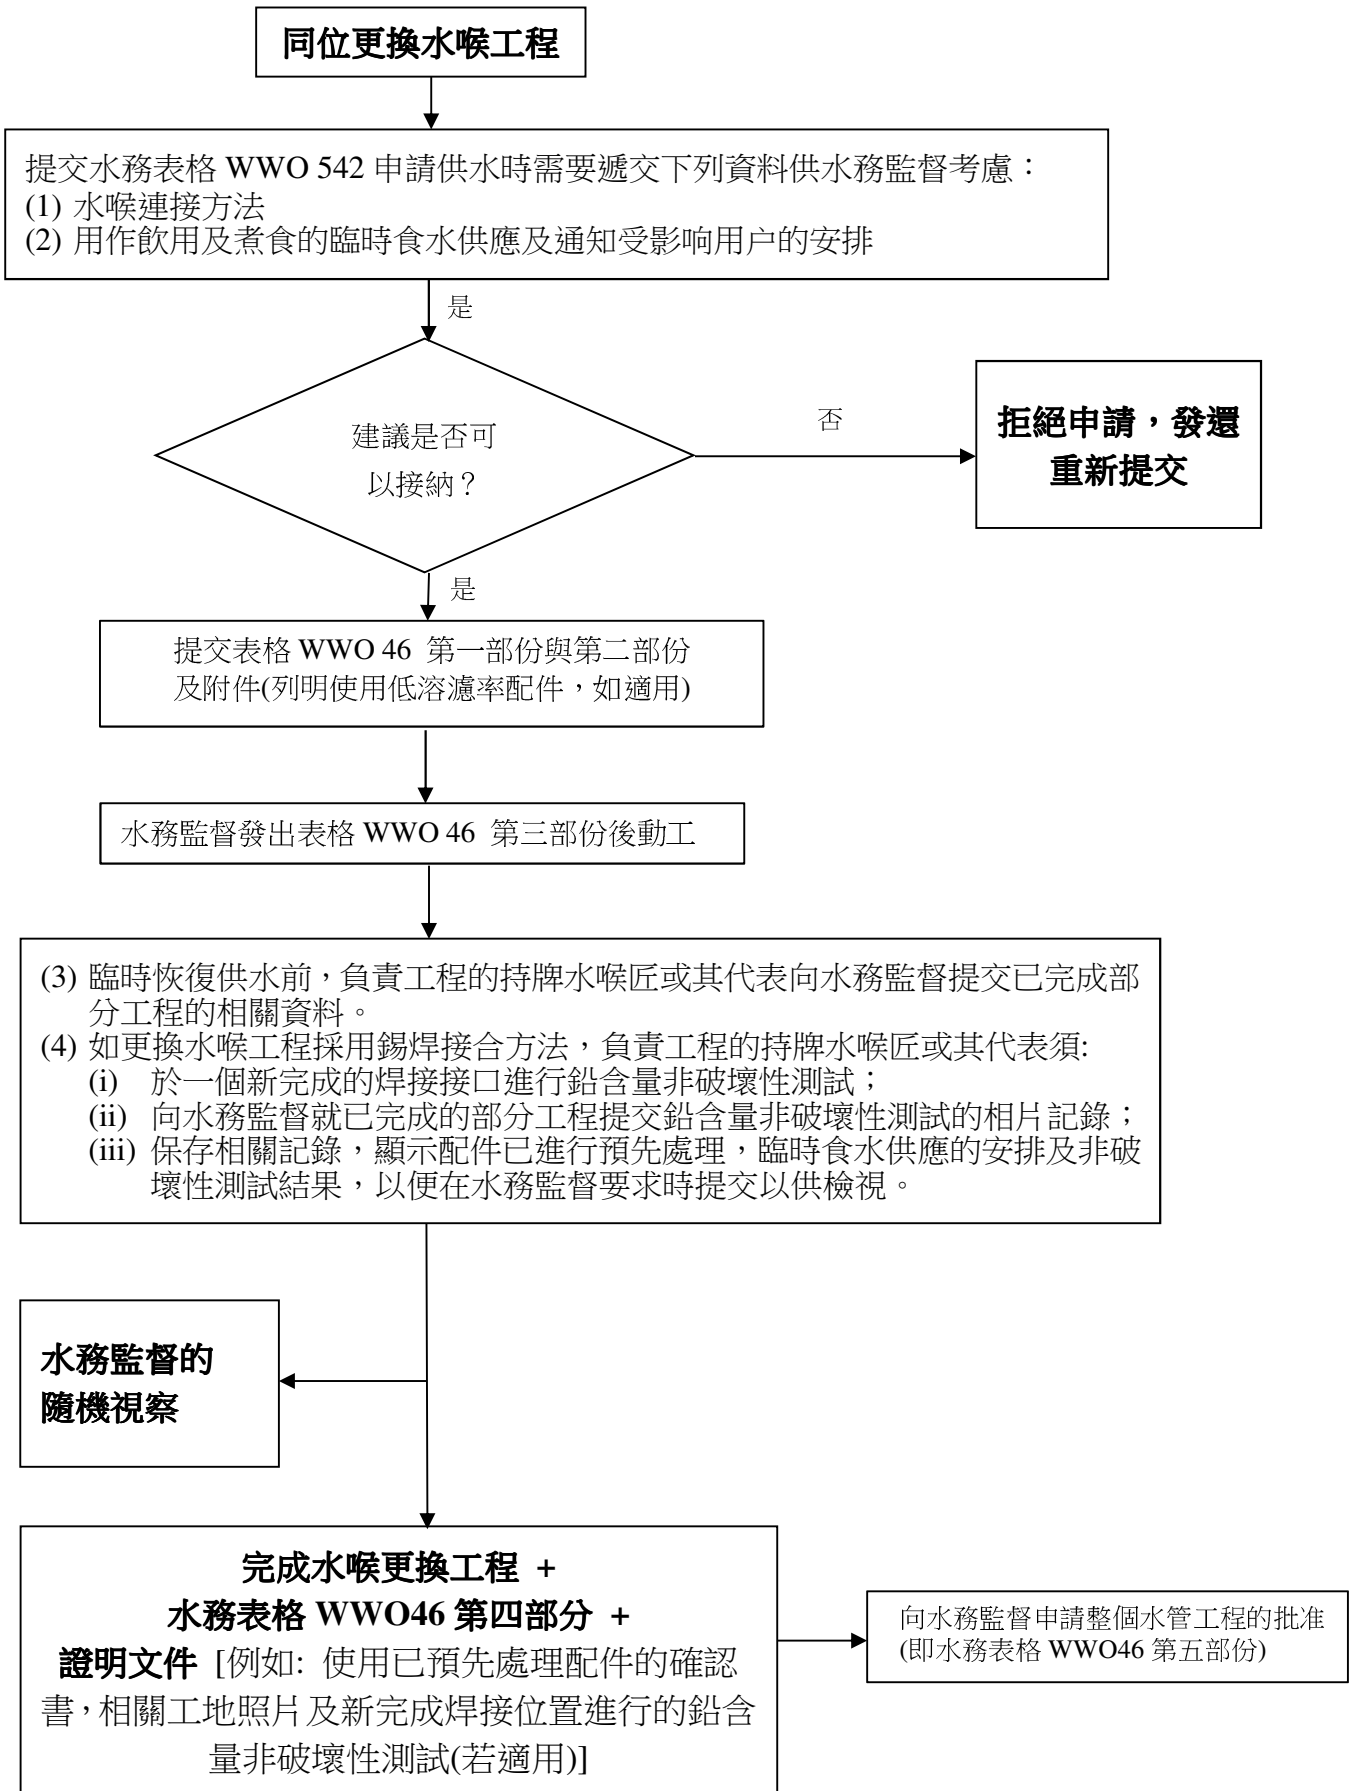 同位更換水喉工程
提交水務表格 WWO 542 申請供水時需要遞交下列資料供水務監督考慮：
(1) 水喉連接方法
(2) 用作飲用及煮食的臨時食水供應及通知受影响用户的安排
是
建議是否可
以接納？
否
拒絕申請，發還
重新提交
是
提交表格 WWO 46 第一部份與第二部份
及附件(列明使用低溶濾率配件，如適用)
水務監督發出表格 WWO 46 第三部份後動工
(3) 臨時恢復供水前，負責工程的持牌水喉匠或其代表向水務監督提交已完成部
分工程的相關資料。
(4) 如更換水喉工程採用錫焊接合方法，負責工程的持牌水喉匠或其代表須:
(i) 於一個新完成的焊接接口進行鉛含量非破壞性測試；
(ii) 向水務監督就已完成的部分工程提交鉛含量非破壞性測試的相片記錄；
(iii) 保存相關記錄，顯示配件已進行預先處理，臨時食水供應的安排及非破
壞性測試結果，以便在水務監督要求時提交以供檢視。
水務監督的
隨機視察
完成水喉更換工程 +
水務表格 WWO46 第四部分 +
證明文件 [例如: 使用已預先處理配件的確認
書，相關工地照片及新完成焊接位置進行的鉛含
量非破壞性測試(若適用)]
向水務監督申請整個水管工程的批准
(即水務表格 WWO46 第五部份)